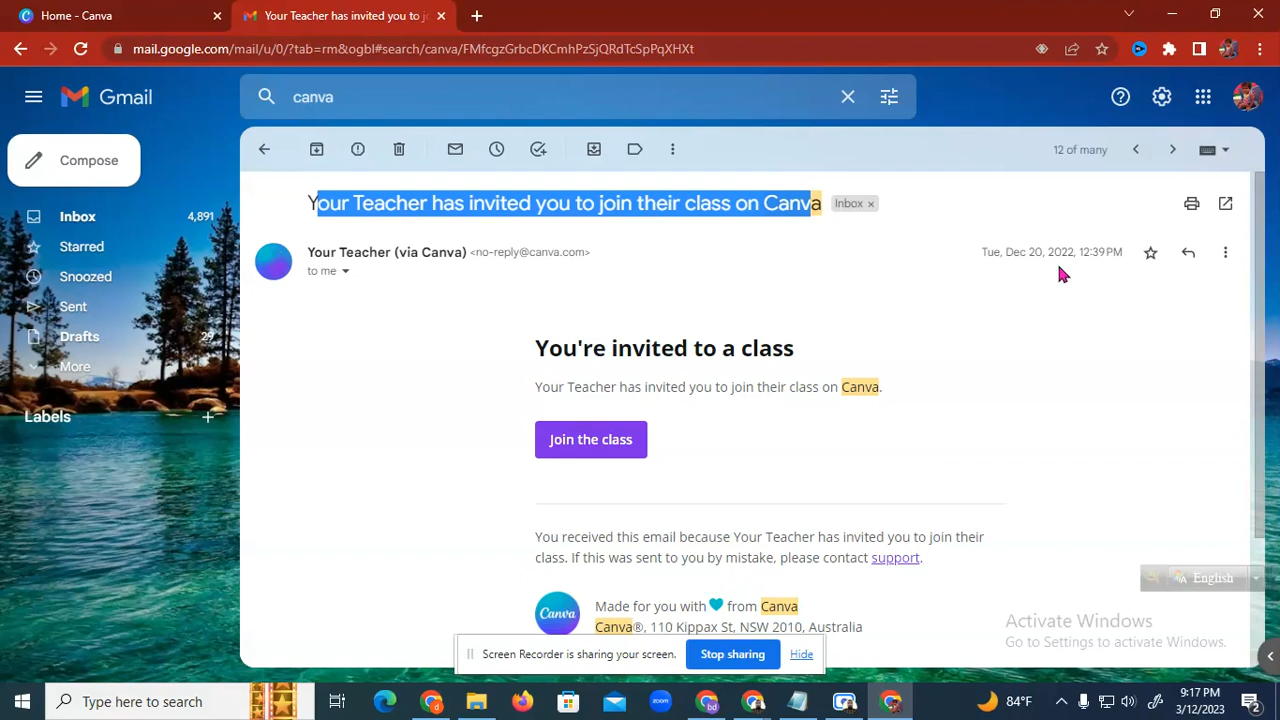 Home - Canva
Your Teacher has invited you to jo
mail.google.com/mail/u/0/?tab=rm&ogbl#search/canva/FMfcgzGrbcDKCmhPzSjQRdTcSpPqXHXt
Gmail
canva
Compose
12 of many
Your Teacher has invited you to join their class on Canva
Inbox ×
Inbox 4,891
Starred
Snoozed
Sent
Drafts 29
More
Labels
Your Teacher (via Canva) <no-reply@canva.com>
Tue, Dec 20, 2022, 12:39 PM
to me
You're invited to a class
Your Teacher has invited you to join their class on Canva.
Join the class
You received this email because Your Teacher has invited you to join their
class. If this was sent to you by mistake, please contact support.
Canva
Made for you with from Canva
Canva®, 110 Kippax St, NSW 2010, Australia
English
Activate Windows
Go to Settings to activate Windows.
Screen Recorder is sharing your screen.
Stop sharing
Hide
Type here to search
zoom
84°F
9:17 PM
3/12/2023
2